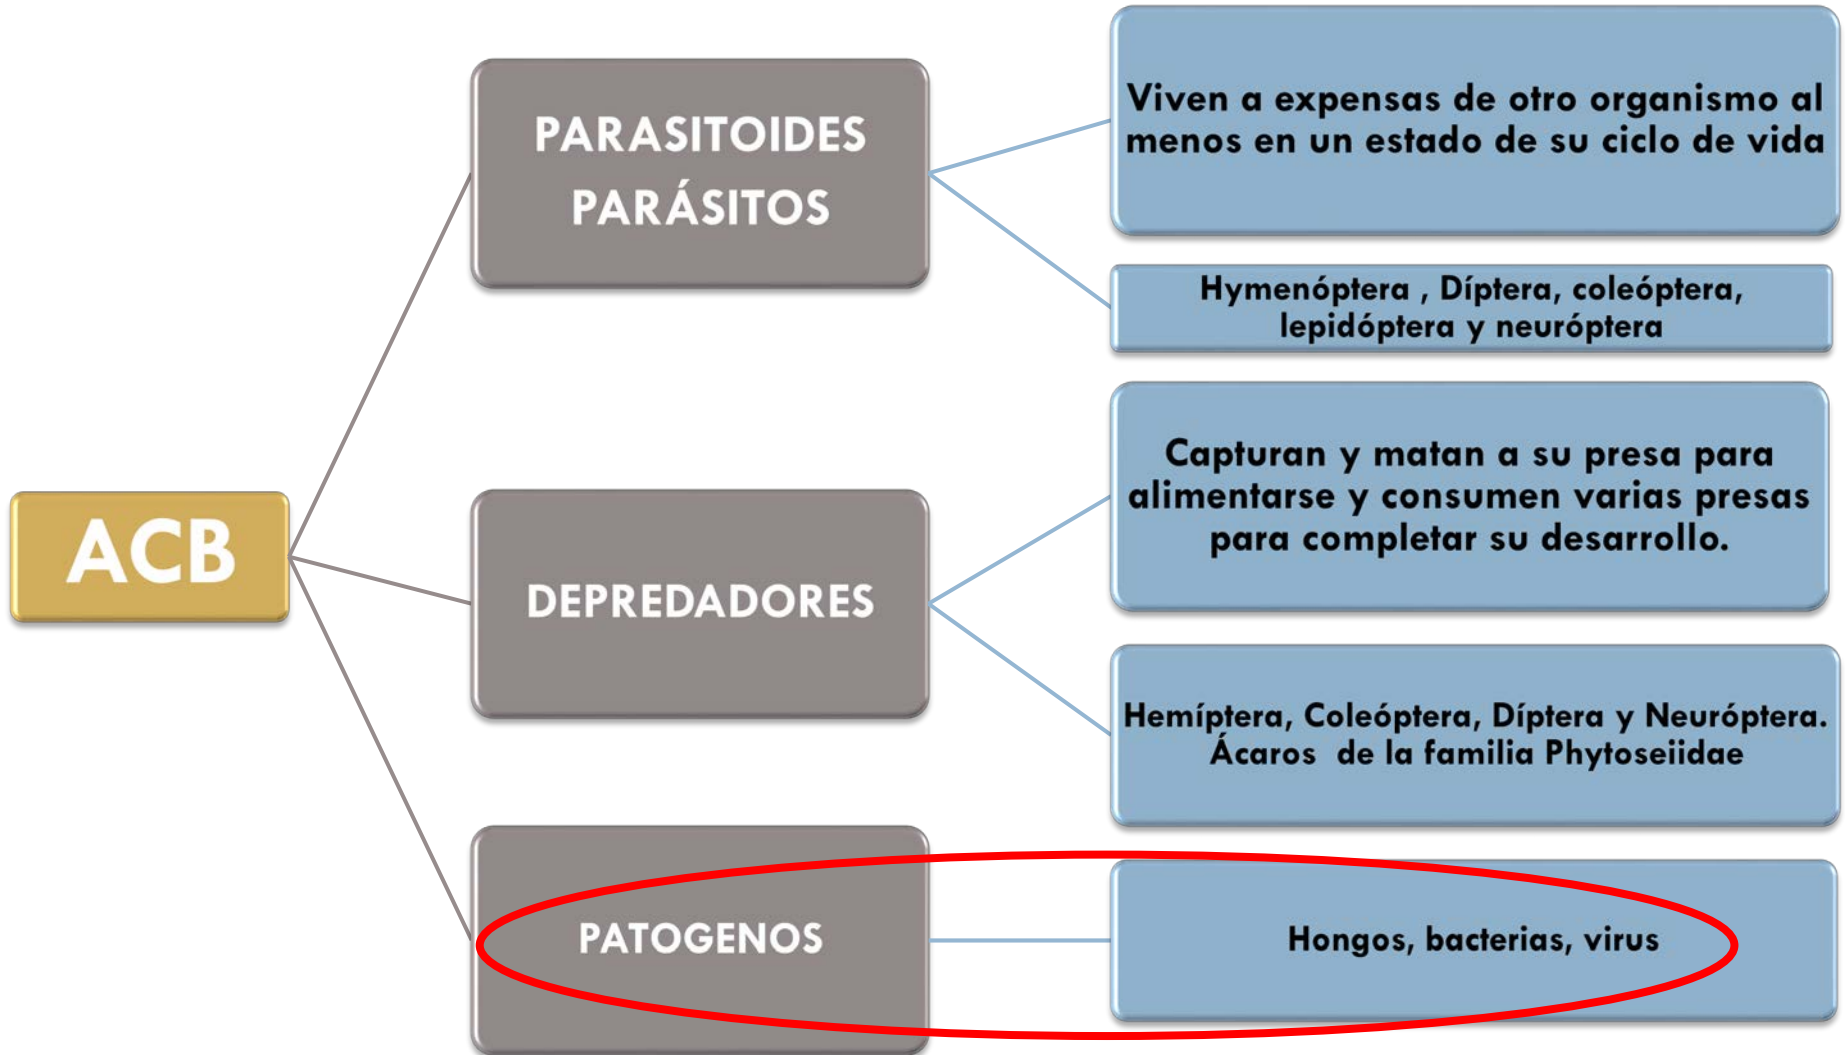 ACB
PARASITOIDES
PARÁSITOS
Viven a expensas de otro organismo al
menos en un estado de su ciclo de vida
Hymenóptera , Díptera, coleóptera,
lepidóptera y neuróptera
DEPREDADORES
Capturan y matan a su presa para
alimentarse y consumen varias presas
para completar su desarrollo.
Hemíptera, Coleóptera, Díptera y Neuróptera.
Ácaros de la familia Phytoseiidae
PATOGENOS
Hongos, bacterias, virus